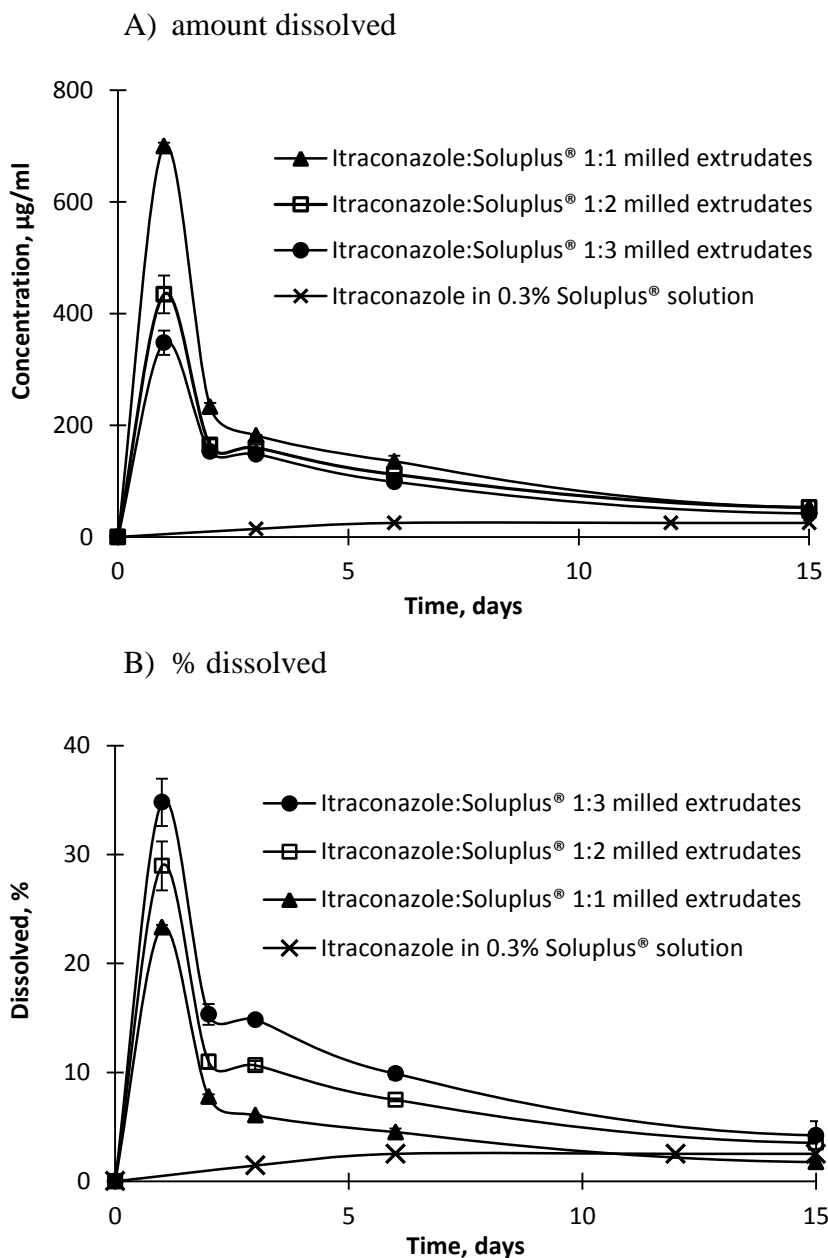 A) amount dissolved
800
600
400
200
0
Concentration, µg/ml
Itraconazole:Soluplus® 1:1 milled extrudates
Itraconazole:Soluplus® 1:2 milled extrudates
Itraconazole:Soluplus® 1:3 milled extrudates
Itraconazole in 0.3% Soluplus® solution
0 5 10 15
Time, days
B) % dissolved
40
30
20
10
0
Dissolved, %
Itraconazole:Soluplus® 1:3 milled extrudates
Itraconazole:Soluplus® 1:2 milled extrudates
Itraconazole:Soluplus® 1:1 milled extrudates
Itraconazole in 0.3% Soluplus® solution
0 5 10 15
Time, days